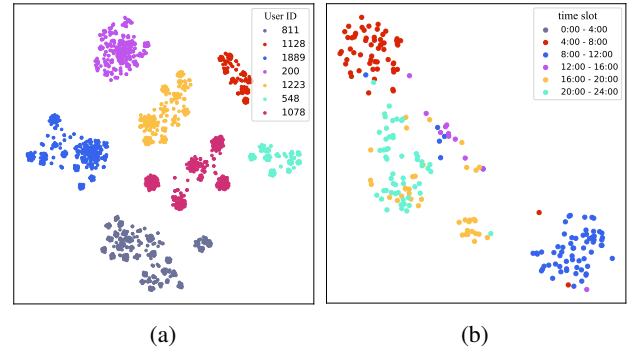 User ID
811
1128
1889
200
1223
548
1078
time slot
0:00 - 4:00
4:00 - 8:00
8:00 - 12:00
12:00 - 16:00
16:00 - 20:00
20:00 - 24:00
(a)
(b)